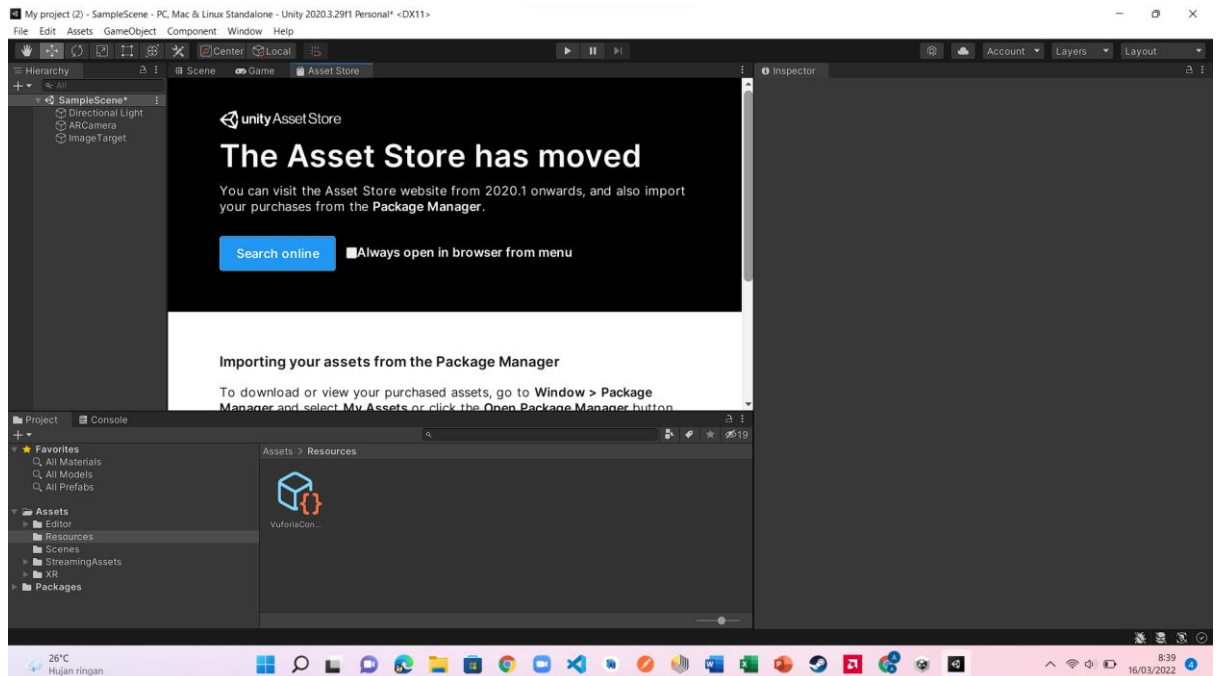 My project (2) - SampleScene - PC, Mac & Linux Standalone - Unity 2020.3.29f1 Personal* <DX11>
File Edit Assets GameObject Component Window Help
Center Local
Account Layers Layout
Hierarchy
All
SampleScene*
Directional Light
ARCamera
ImageTarget
Scene Game Asset Store
unity Asset Store
The Asset Store has moved
You can visit the Asset Store website from 2020.1 onwards, and also import
your purchases from the Package Manager.
Search online Always open in browser from menu
Importing your assets from the Package Manager
To download or view your purchased assets, go to Window > Package
Manager and select My Assets or click the Open Package Manager button
Inspector
Project Console
19
Favorites
All Materials
All Models
All Prefabs
Assets
Editor
Resources
Scenes
StreamingAssets
XR
Packages
Assets > Resources
VuforiaCon...
26°C
Hujan ringan
8:39
16/03/2022
4